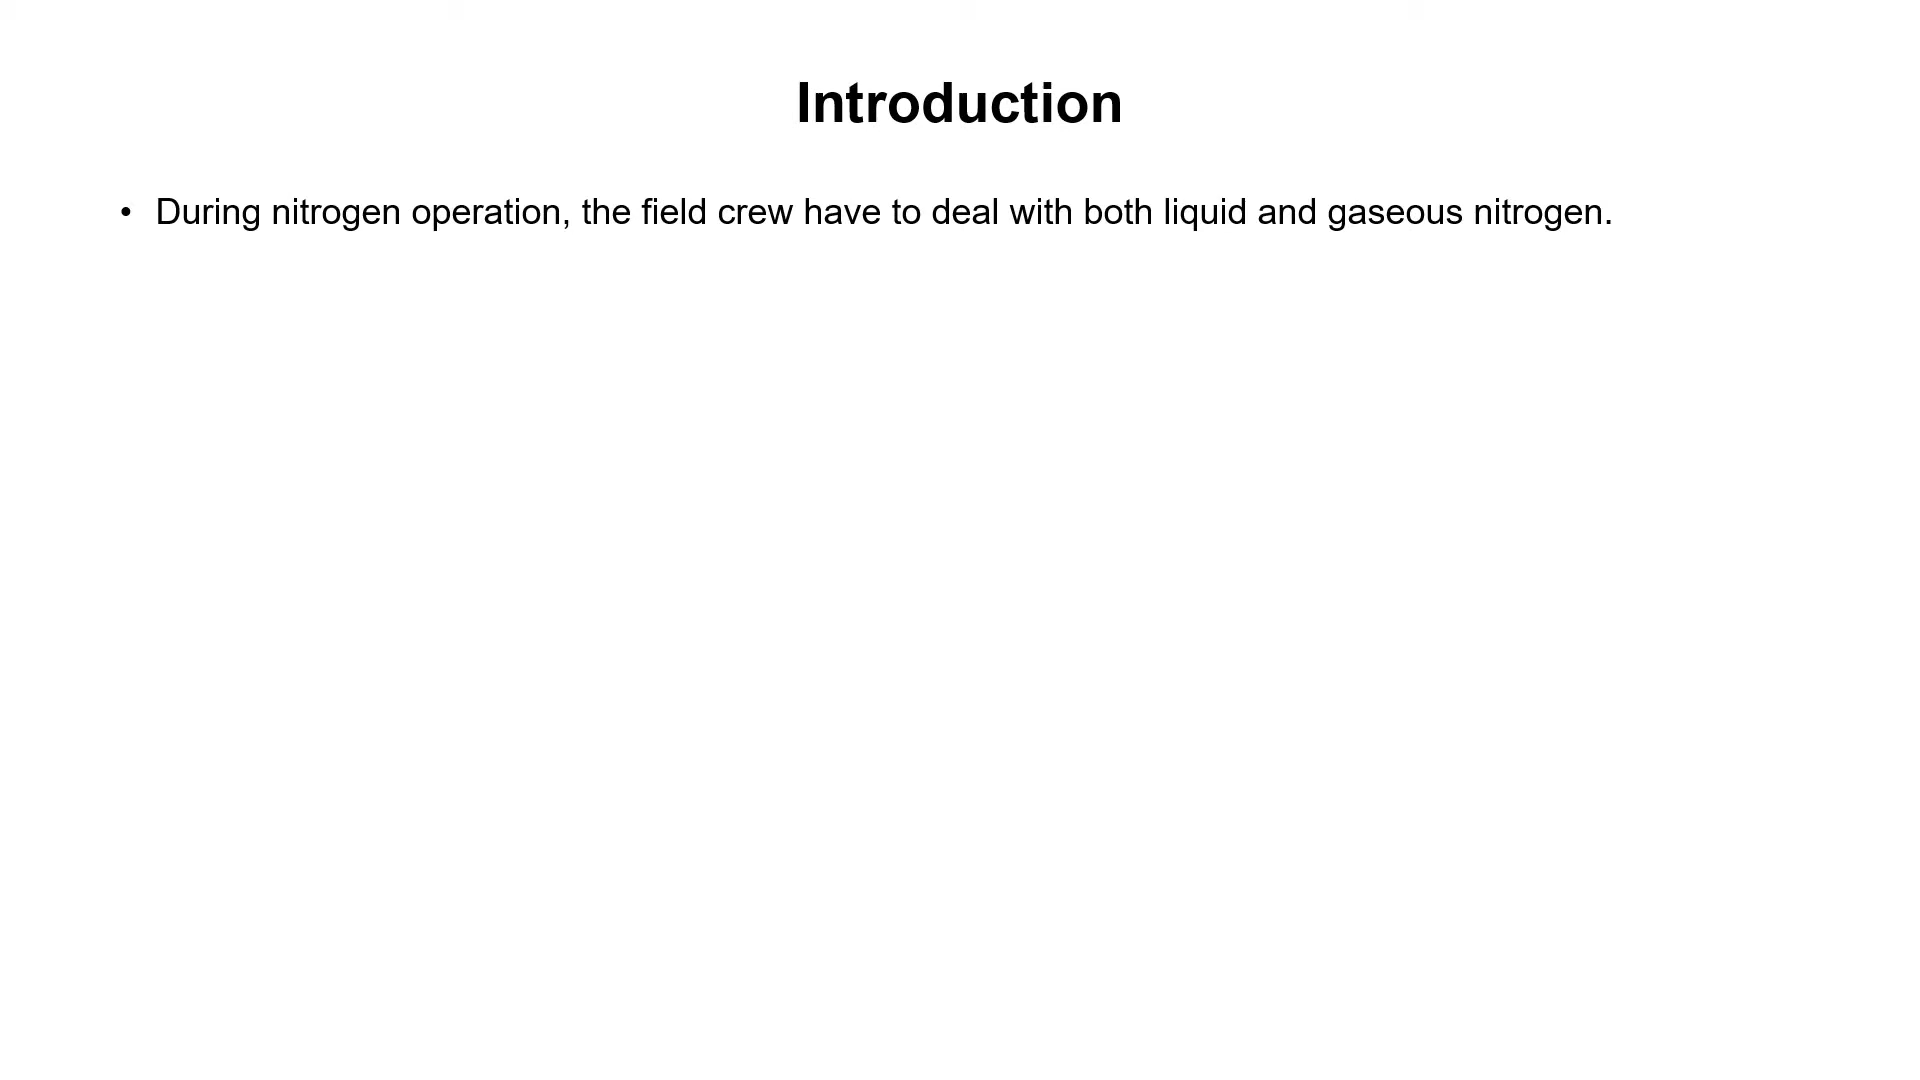 Introduction
• During nitrogen operation, the field crew have to deal with both liquid and gaseous nitrogen.